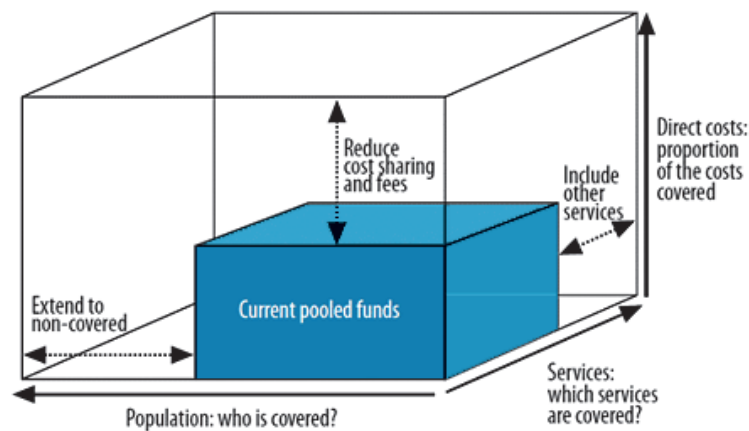 Direct costs:
proportion
of the costs
covered
Reduce
cost sharing
and fees
Include
other
services
Extend to
non-covered
Current pooled funds
Services:
which services
are covered?
Population: who is covered?